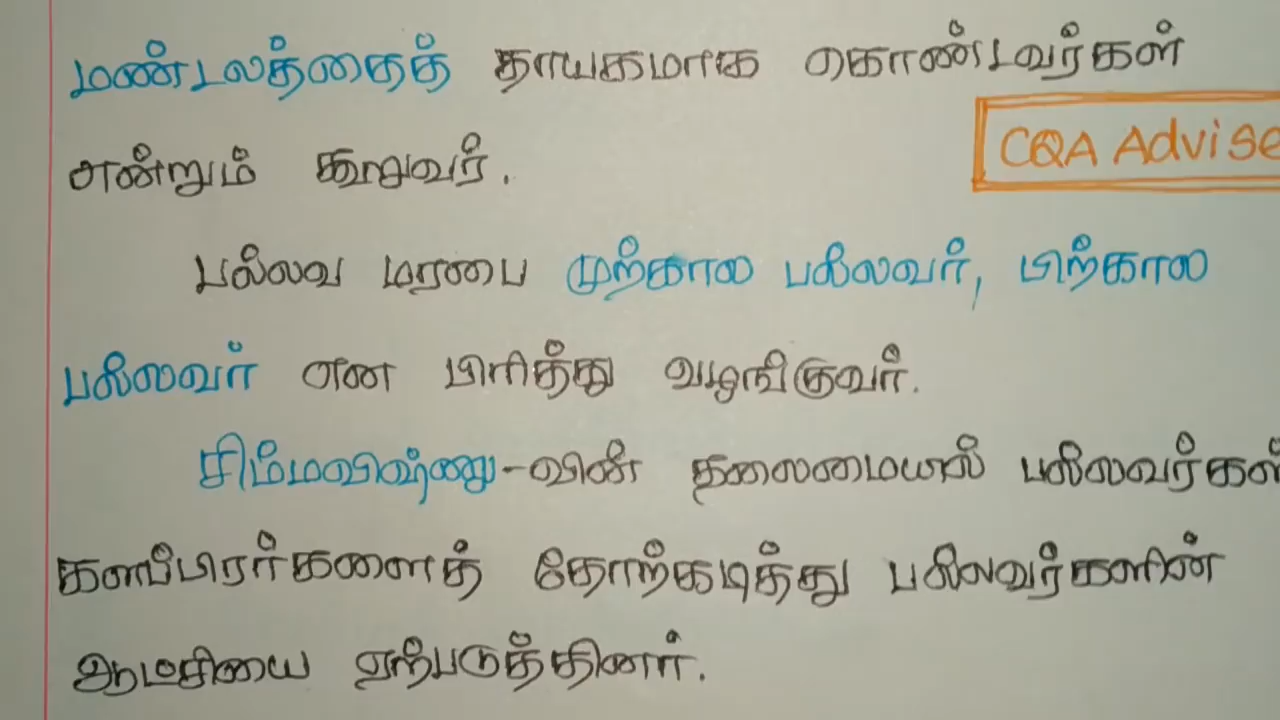 மண்டலத்தைத் தாயகமாக கொண்டவர்கள்
என்றும் கூறுவர்.
CQA Advise
பல்லவ மரபை முற்கால பல்லவர், பிற்கால
பல்லவர் என பிரித்து வழங்குவர்.
சிம்மவிஷ்ணு-வின் தலைமையில் பல்லவர்கள்
களப்பிரர்களைத் தோற்கடித்து பல்லவர்களின்
ஆட்சியை ஏற்படுத்தினர்.